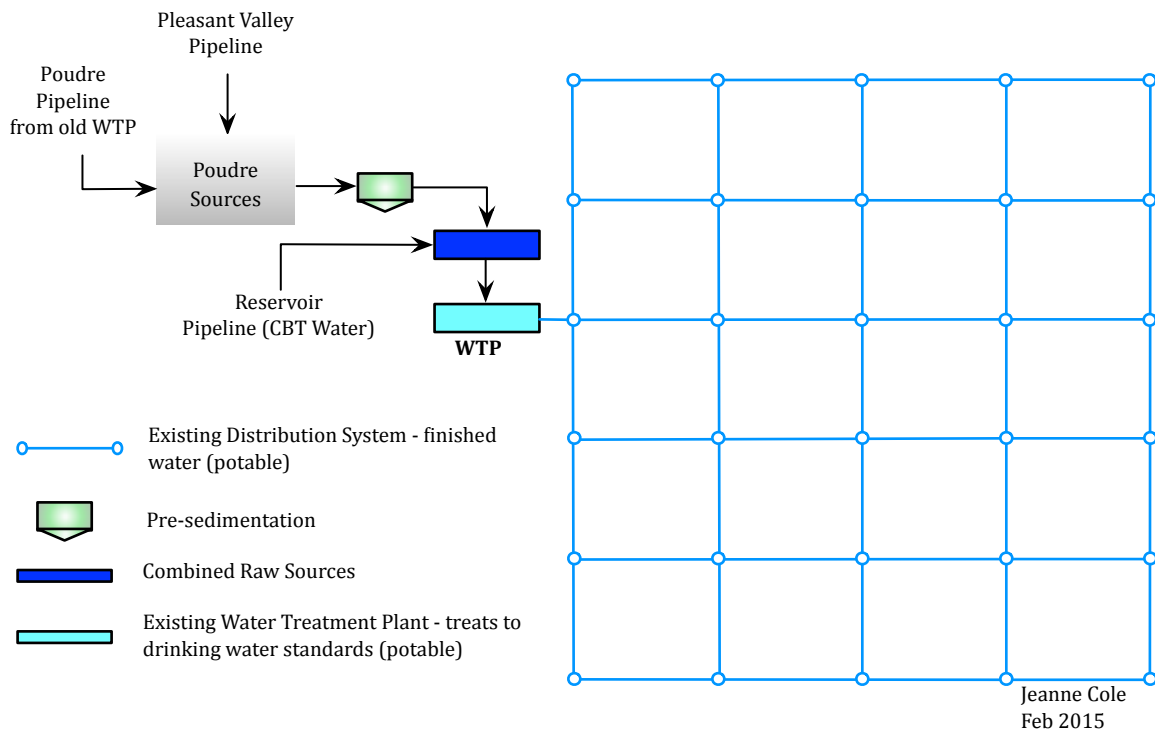 Pleasant Valley
Pipeline
Poudre
Pipeline
from old WTP
Poudre
Sources
Reservoir
Pipeline (CBT Water)
WTP
Existing Distribution System - finished
water (potable)
Pre-sedimentation
Combined Raw Sources
Existing Water Treatment Plant - treats to
drinking water standards (potable)
Jeanne Cole
Feb 2015